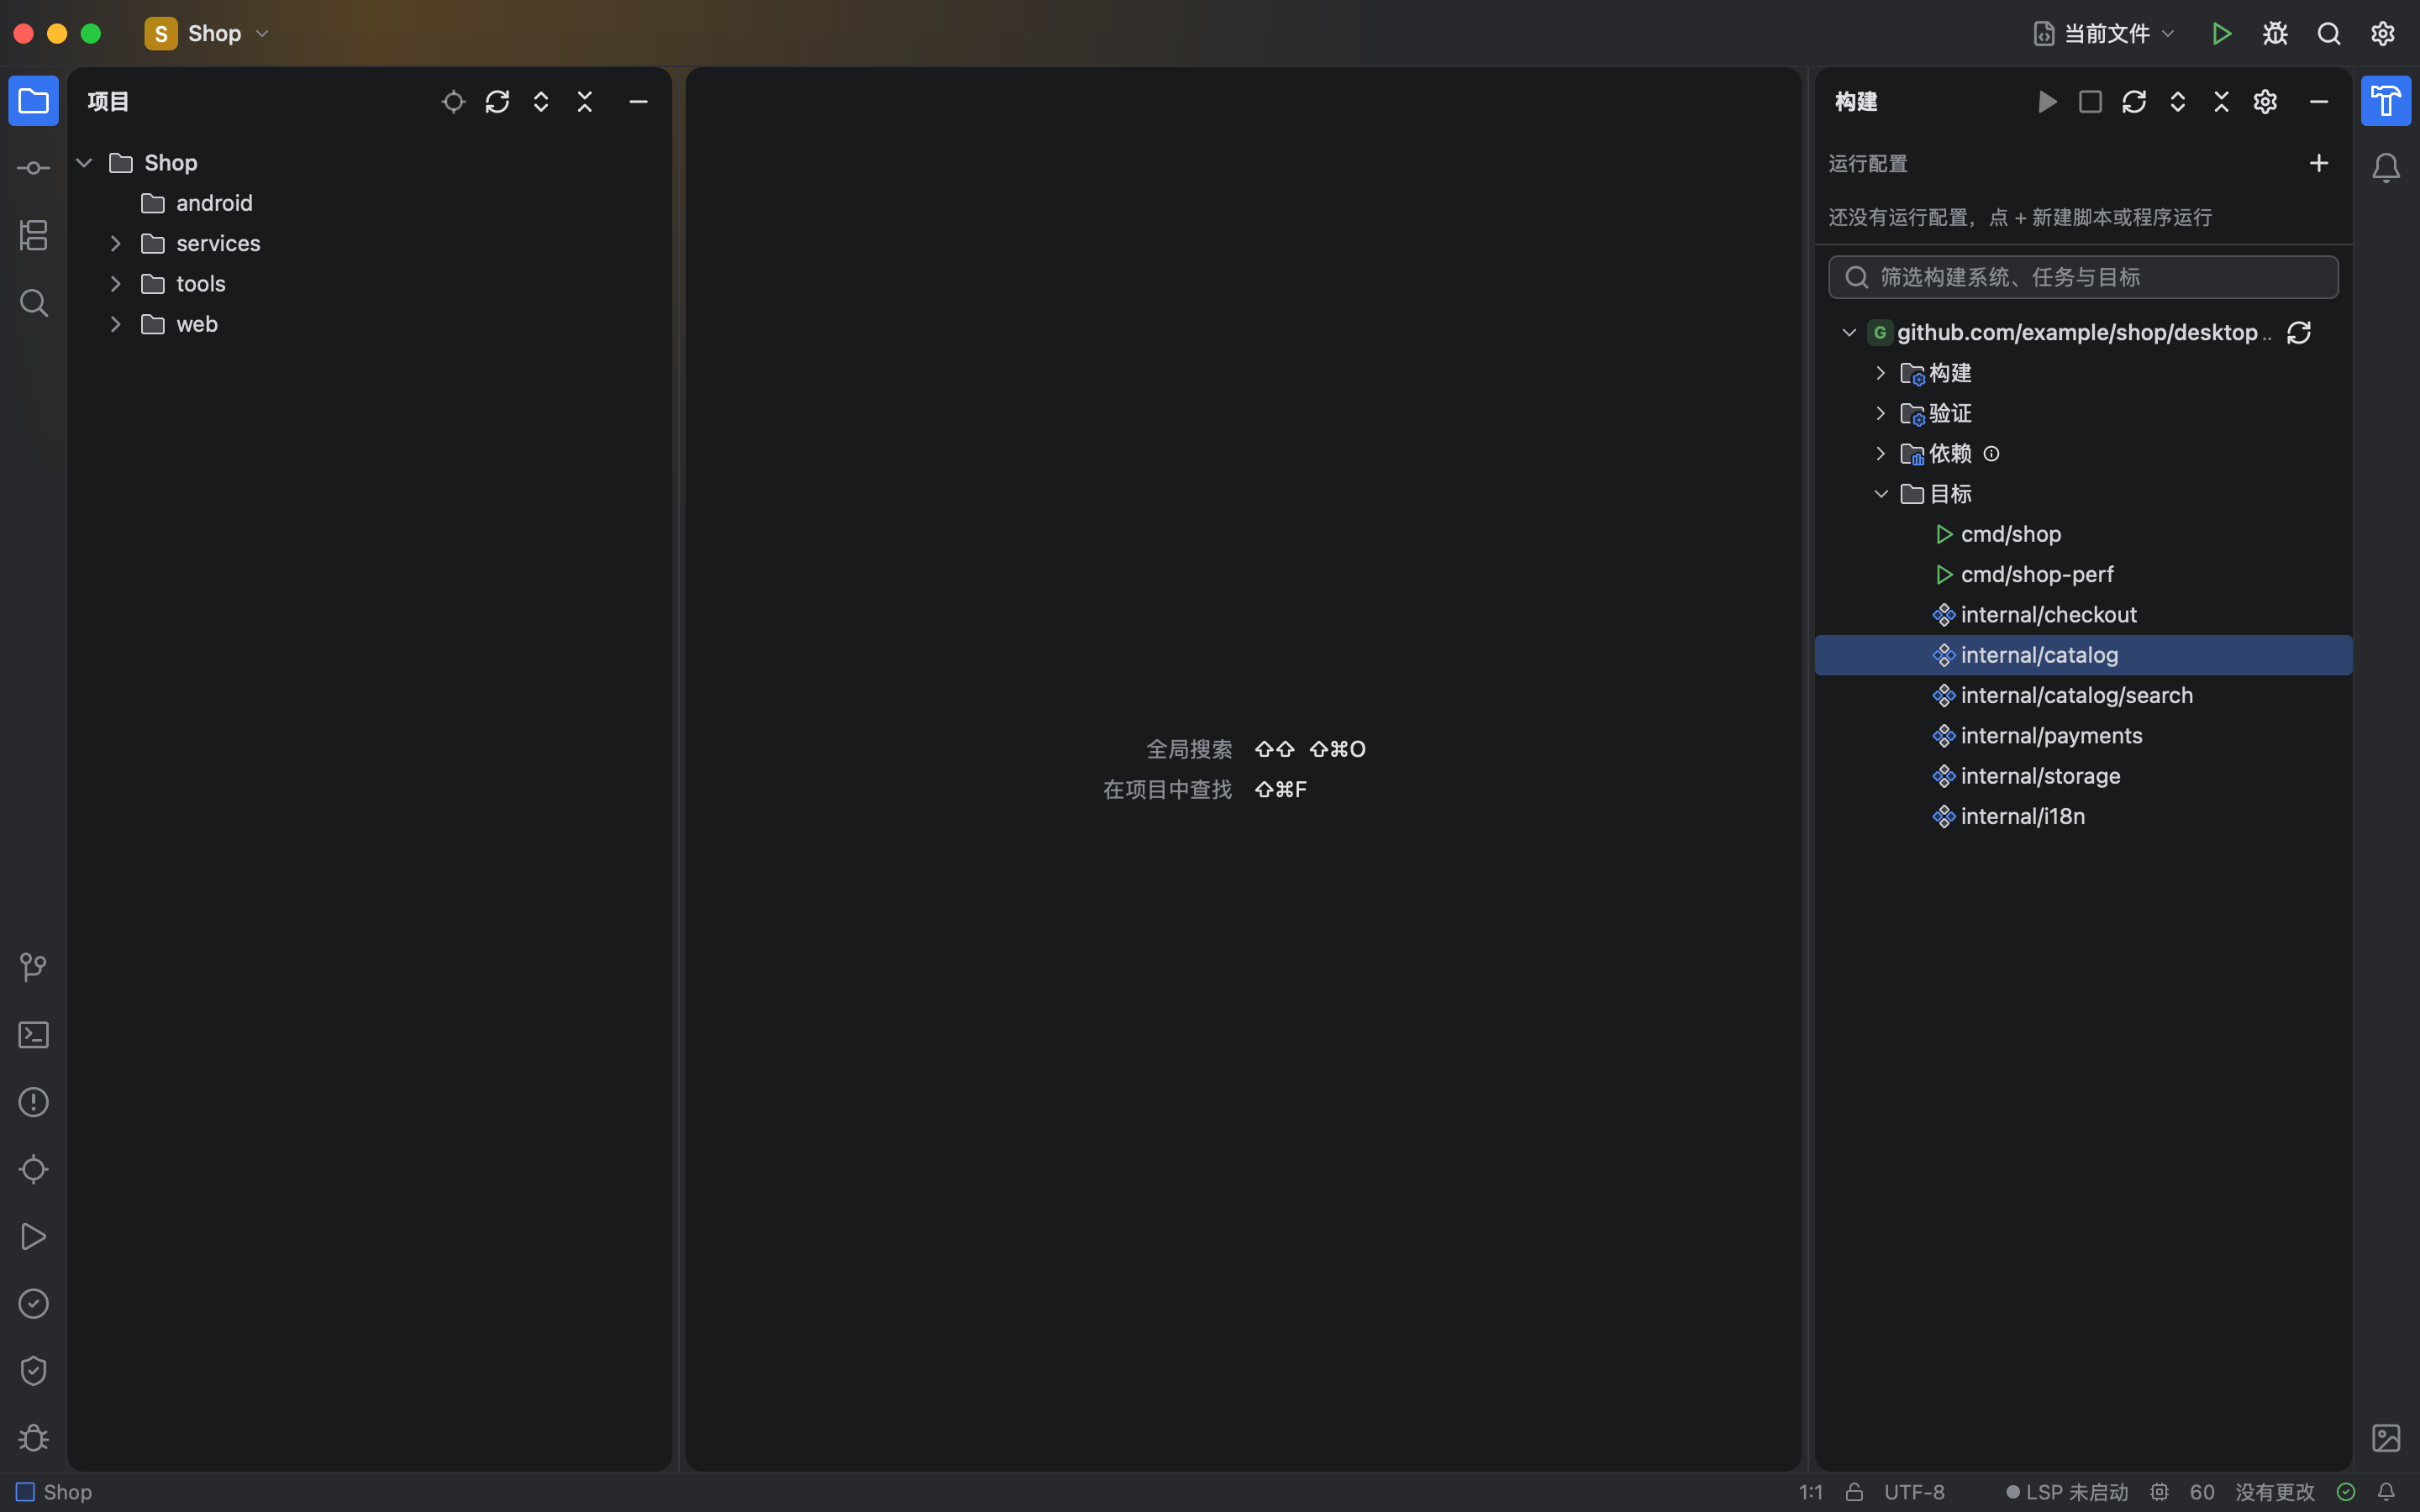 S Shop
当前文件
项目
Shop
android
services
tools
web
全局搜索 ⇧⇧ ⇧⌘O
在项目中查找 ⇧⌘F
构建
运行配置
还没有运行配置，点 + 新建脚本或程序运行
筛选构建系统、任务与目标
G github.com/example/shop/desktop ..
构建
验证
依赖
目标
cmd/shop
cmd/shop-perf
internal/checkout
internal/catalog
internal/catalog/search
internal/payments
internal/storage
internal/i18n
Shop
1:1 UTF-8 LSP 未启动 60 没有更改